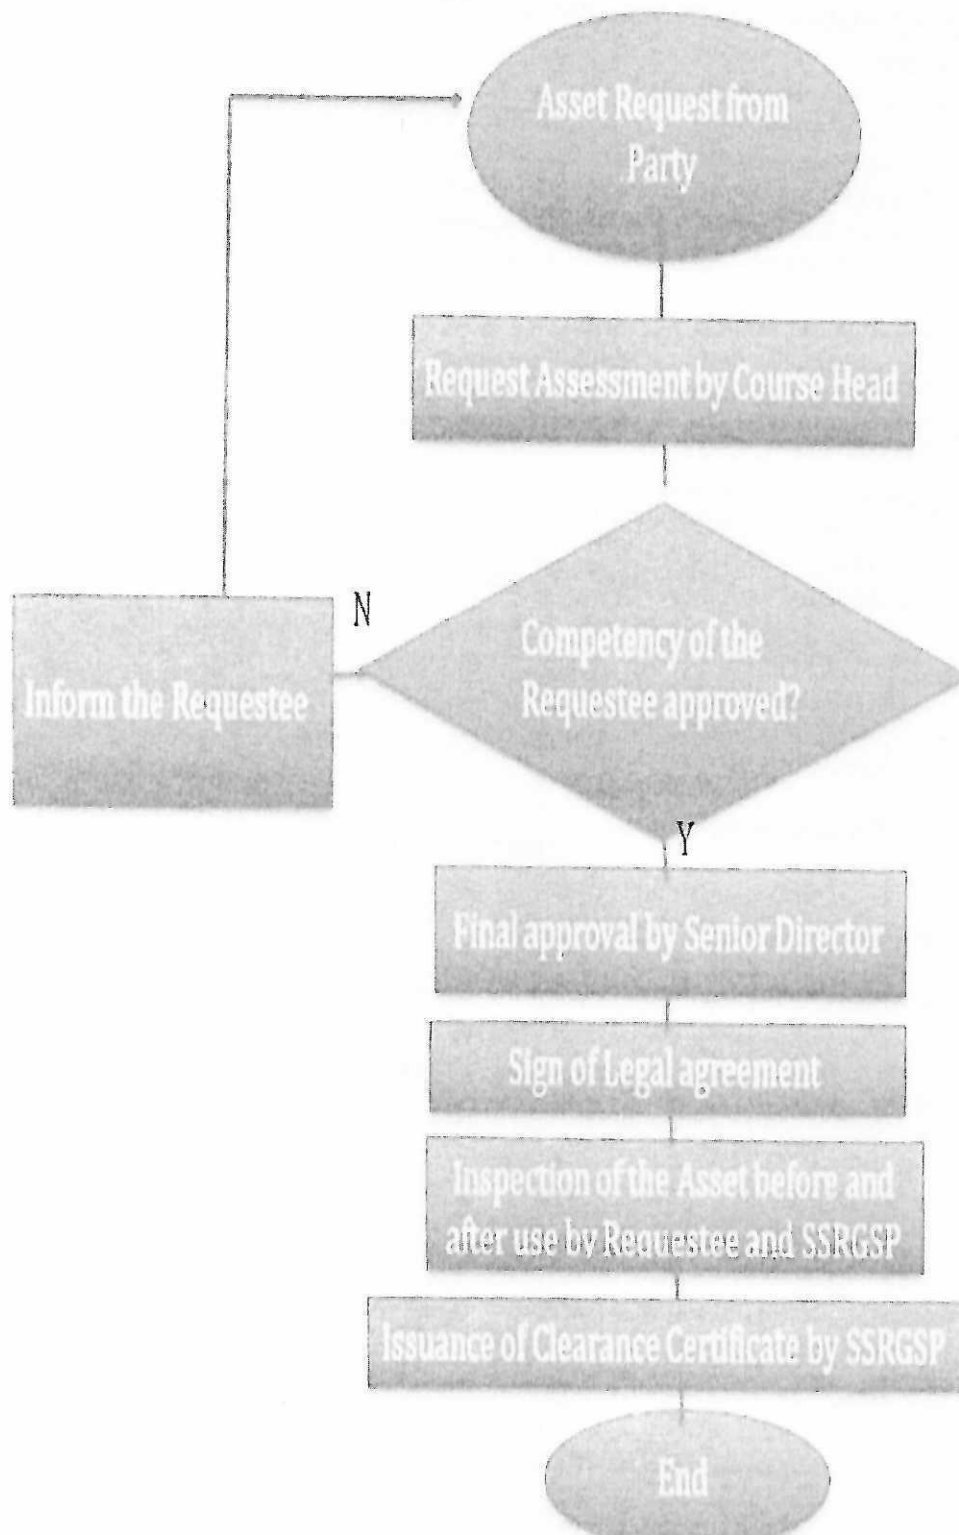 Asset Request from
Party
Request Assessment by Course Head
N
Competency of the
Requestee approved?
Inform the Requestee
Y
Final approval by Senior Director
Sign of Legal agreement
Inspection of the Asset before and
after use by Requestee and SSRGSP
Issuance of Clearance Certificate by SSRGSP
End